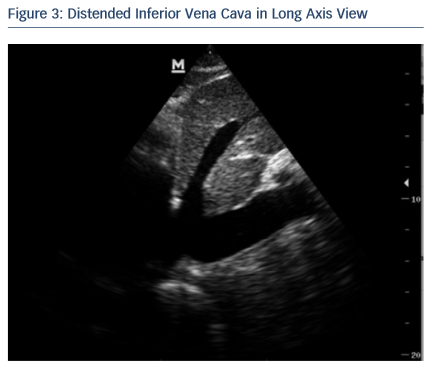 Figure 3: Distended Inferior Vena Cava in Long Axis View
M
10
20